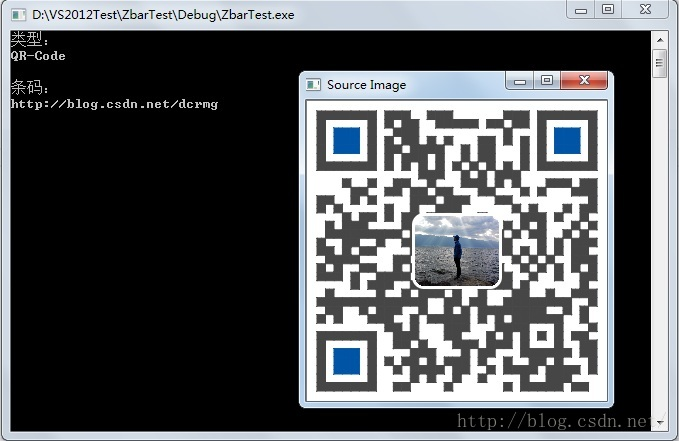 D:\VS2012Test\ZbarTest\Debug\ZbarTest.exe
类型：
QR-Code
条码：
http://blog.csdn.net/dcrmg
Source Image
http://blog.csdn.net/